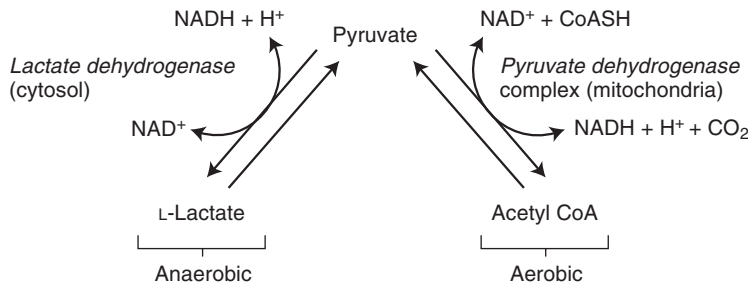 NADH + H⁺
NAD⁺ + CoASH
Pyruvate
Lactate dehydrogenase
(cytosol)
Pyruvate dehydrogenase
complex (mitochondria)
NAD⁺
NADH + H⁺ + CO₂
L-Lactate
Acetyl CoA
Anaerobic
Aerobic